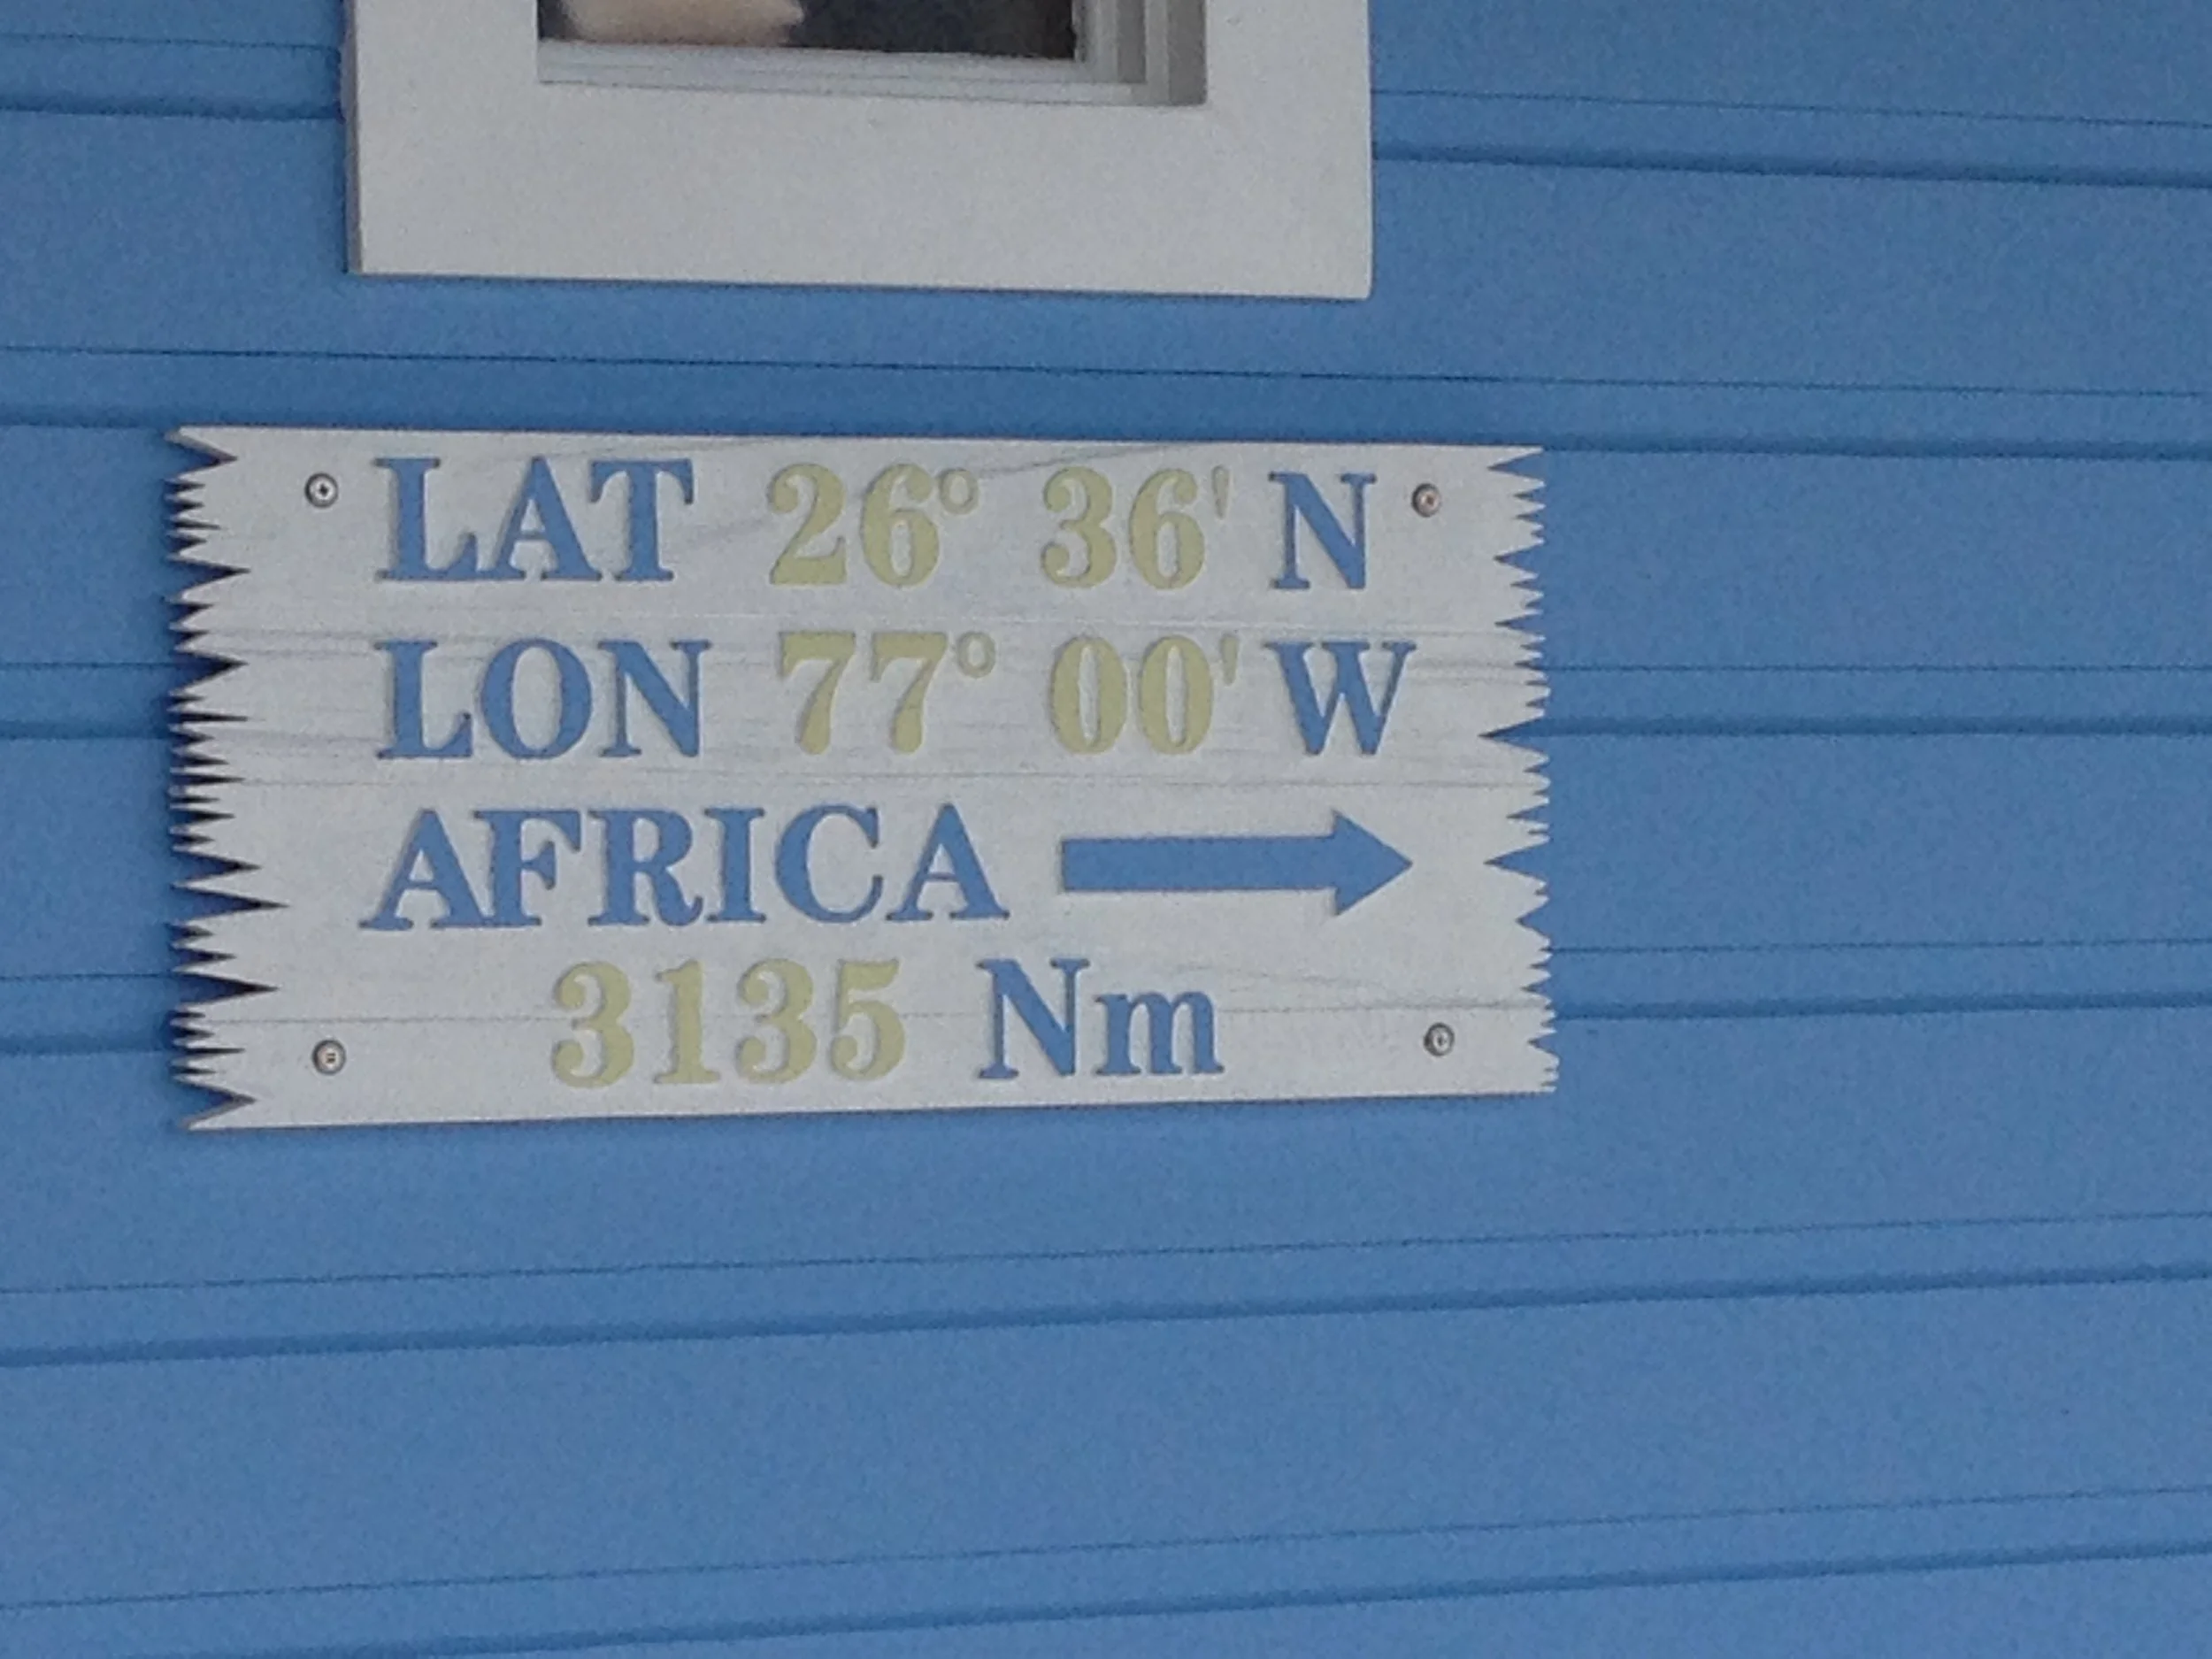 LAT 26° 36' N
LON 77° 00' W
AFRICA →
3135 Nm